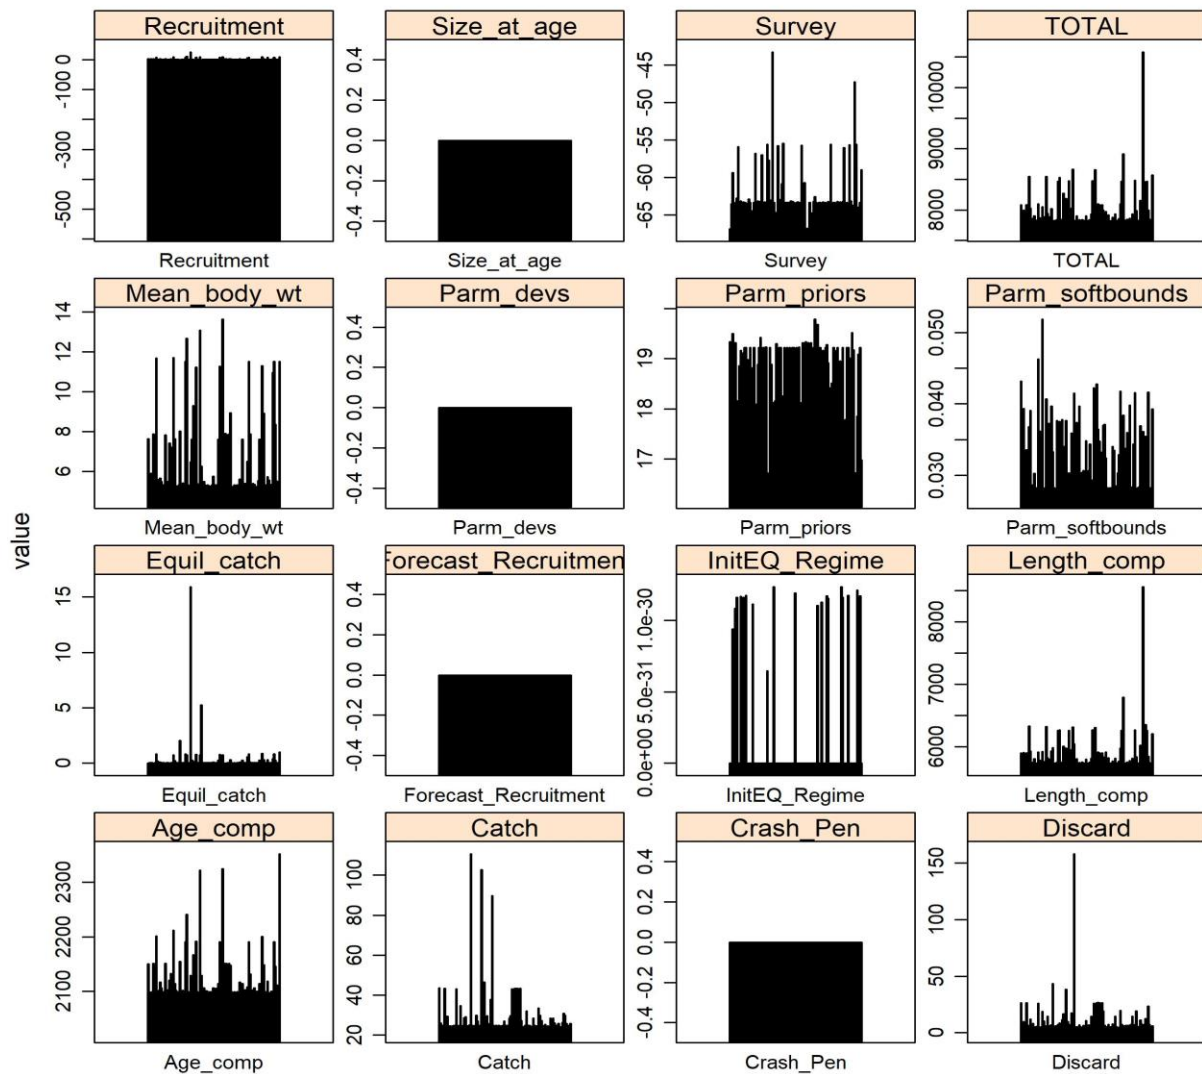 Recruitment
Size_at_age
Survey
TOTAL
-500 -300 -100 0
-0.4 -0.2 0.0 0.2 0.4
-65 -60 -55 -50 -45
8000 9000 10000
Recruitment
Size_at_age
Survey
TOTAL
Mean_body_wt
Parm_devs
Parm_priors
Parm_softbounds
6 8 10 12 14
-0.4 -0.2 0.0 0.2 0.4
17 18 19
0.030 0.040 0.050
Mean_body_wt
Parm_devs
Parm_priors
Parm_softbounds
value
Equil_catch
Forecast_Recruitmen
InitEQ_Regime
Length_comp
0 5 10 15
-0.4 -0.2 0.0 0.2 0.4
0.0e+00 5.0e-31 1.0e-30
6000 7000 8000
Equil_catch
Forecast_Recruitment
InitEQ_Regime
Length_comp
Age_comp
Catch
Crash_Pen
Discard
2100 2200 2300
20 40 60 80 100
-0.4 -0.2 0.0 0.2 0.4
0 50 100 150
Age_comp
Catch
Crash_Pen
Discard